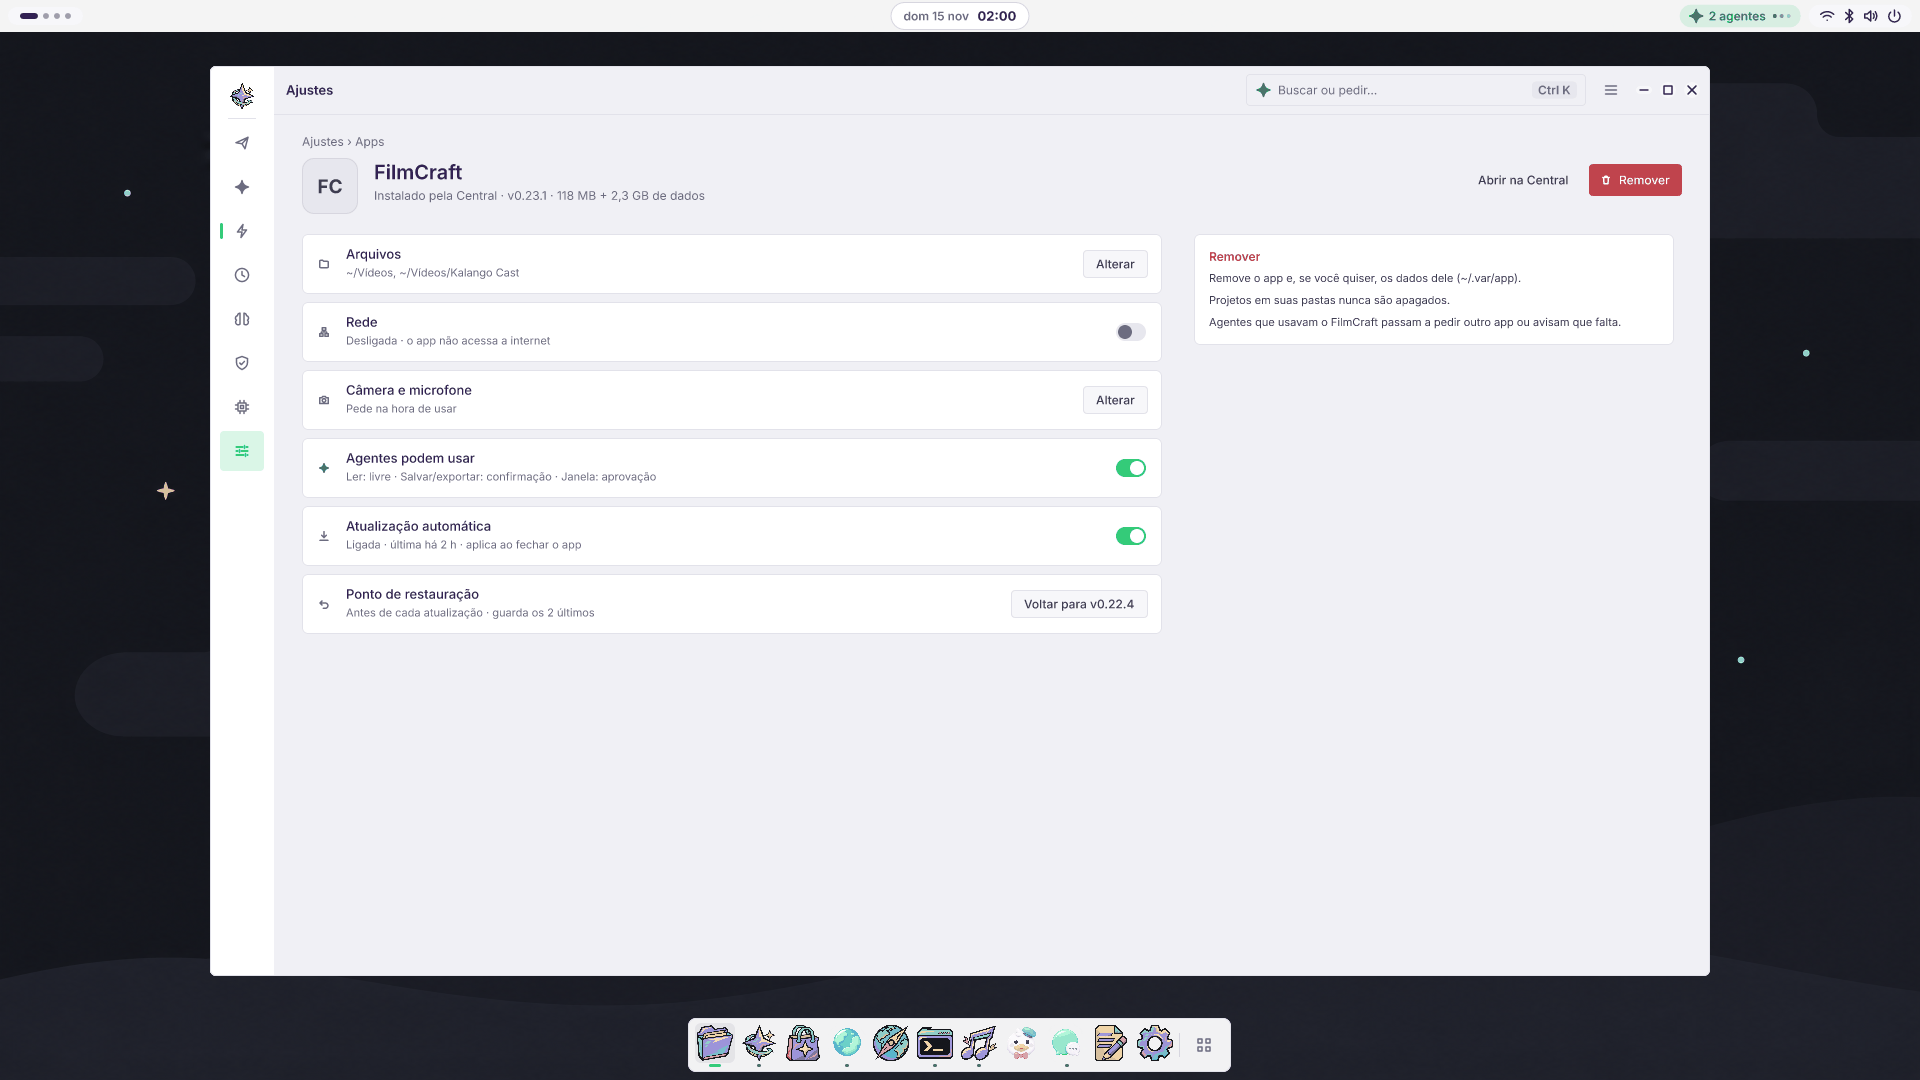 dom 15 nov 02:00
2 agentes
Ajustes
Buscar ou pedir... Ctrl K
Ajustes › Apps
FC
FilmCraft
Instalado pela Central · v0.23.1 · 118 MB + 2,3 GB de dados
Abrir na Central
Remover
Arquivos
~/Vídeos, ~/Vídeos/Kalango Cast
Alterar
Rede
Desligada · o app não acessa a internet
Câmera e microfone
Pede na hora de usar
Alterar
Agentes podem usar
Ler: livre · Salvar/exportar: confirmação · Janela: aprovação
Atualização automática
Ligada · última há 2 h · aplica ao fechar o app
Ponto de restauração
Antes de cada atualização · guarda os 2 últimos
Voltar para v0.22.4
Remover
Remove o app e, se você quiser, os dados dele (~/.var/app).
Projetos em suas pastas nunca são apagados.
Agentes que usavam o FilmCraft passam a pedir outro app ou avisam que falta.